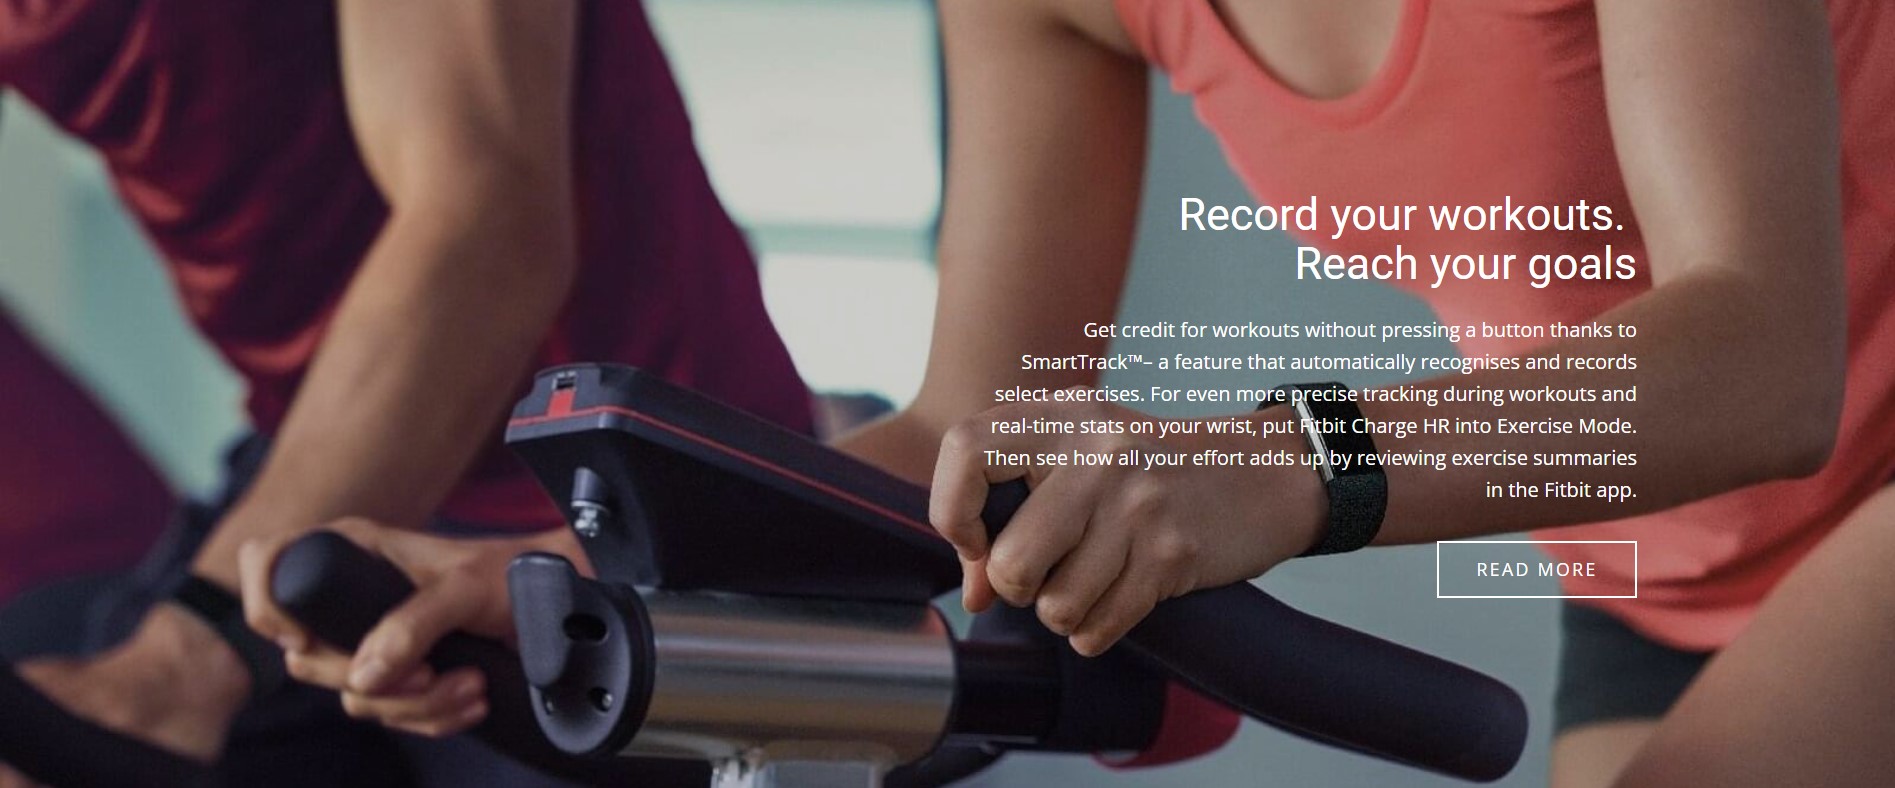 Record your workouts.
Reach your goals
Get credit for workouts without pressing a button thanks to
SmartTrack™– a feature that automatically recognises and records
select exercises. For even more precise tracking during workouts and
real-time stats on your wrist, put Fitbit Charge HR into Exercise Mode.
Then see how all your effort adds up by reviewing exercise summaries
in the Fitbit app.
READ MORE